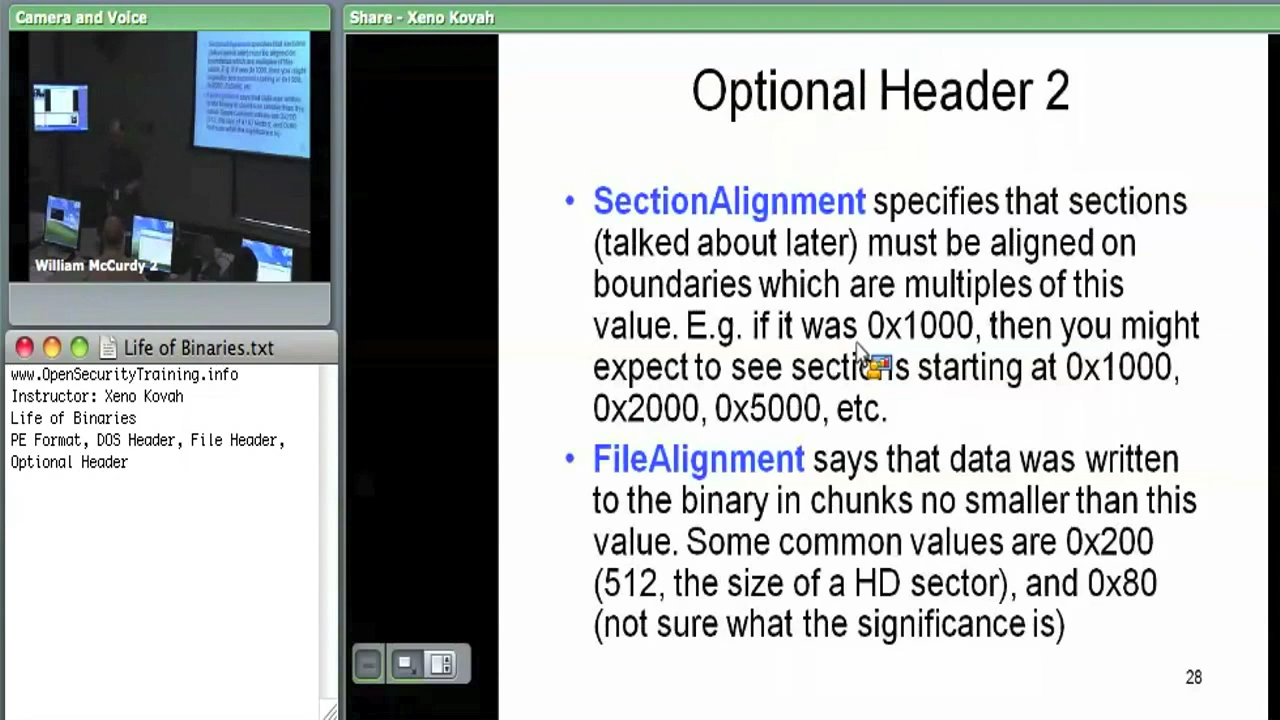 Camera and Voice
William McCurdy 2
Life of Binaries.txt
www.OpenSecurityTraining.info
Instructor: Xeno Kovah
Life of Binaries
PE Format, DOS Header, File Header,
Optional Header
Share - Xeno Kovah
Optional Header 2
• SectionAlignment specifies that sections
(talked about later) must be aligned on
boundaries which are multiples of this
value. E.g. if it was 0x1000, then you might
expect to see sections starting at 0x1000,
0x2000, 0x5000, etc.
• FileAlignment says that data was written
to the binary in chunks no smaller than this
value. Some common values are 0x200
(512, the size of a HD sector), and 0x80
(not sure what the significance is)
28